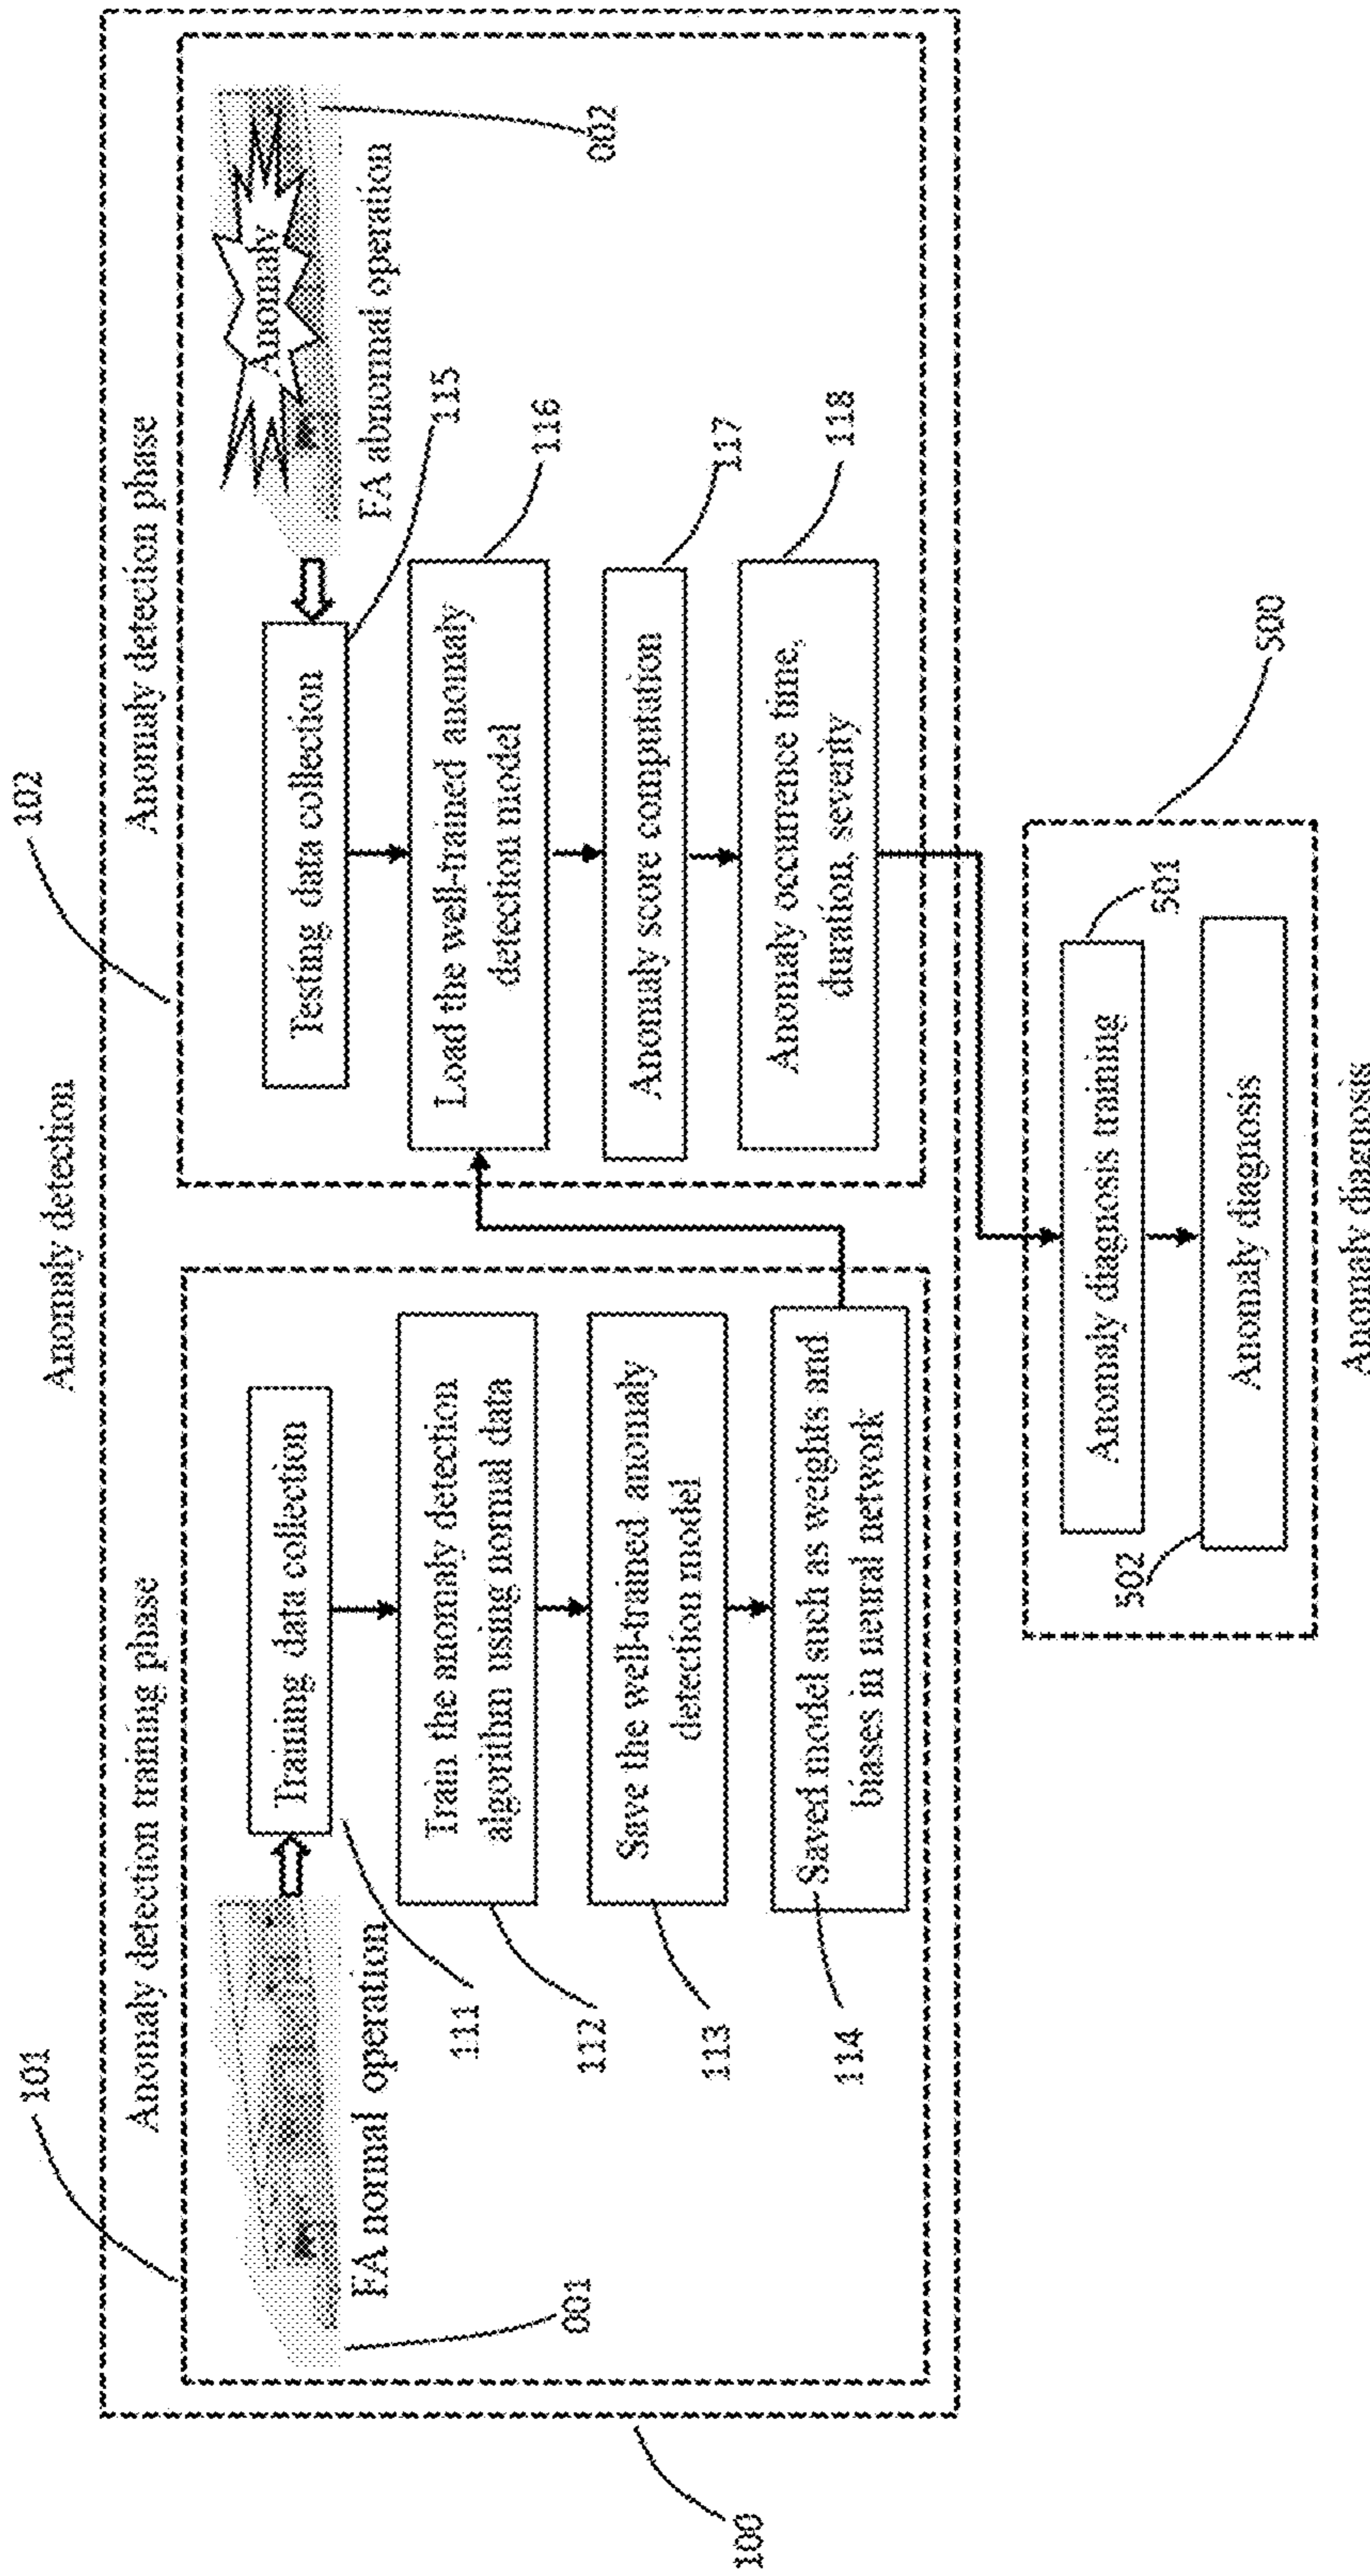 Anomaly detection
101
102
Anomaly detection training phase
Anomaly detection phase
Training data collection
Testing data collection
Anomaly
FA normal operation
FA abnormal operation
001
002
111
115
Train the anomaly detection
algorithm using normal data
112
Load the well-trained anomaly
detection model
116
Save the well-trained anomaly
detection model
113
Anomaly score computation
117
Saved model such as weights and
biases in neural network
114
Anomaly occurrence time,
duration, severity
118
100
Anomaly diagnosis training
501
500
502
Anomaly diagnosis
Anomaly diagnosis